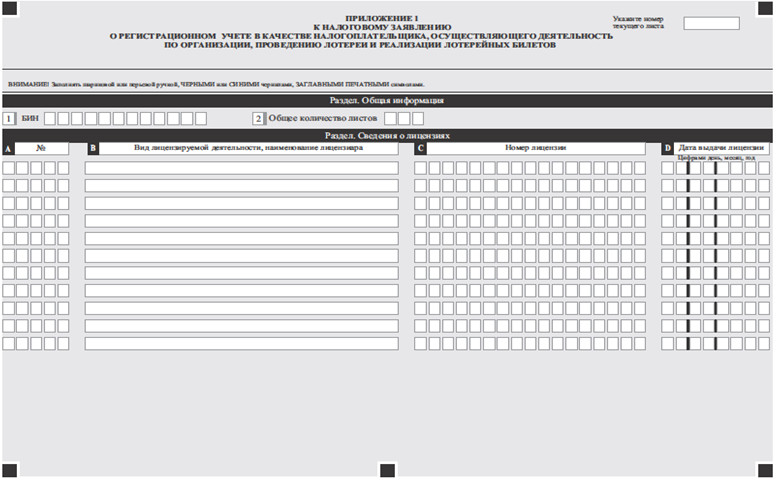 ПРИЛОЖЕНИЕ 1
К НАЛОГОВОМУ ЗАЯВЛЕНИЮ
О РЕГИСТРАЦИОННОМ УЧЕТЕ В КАЧЕСТВЕ НАЛОГОПЛАТЕЛЬЩИКА, ОСУЩЕСТВЛЯЮЩЕГО ДЕЯТЕЛЬНОСТЬ
ПО ОРГАНИЗАЦИИ, ПРОВЕДЕНИЮ ЛОТЕРЕИ И РЕАЛИЗАЦИИ ЛОТЕРЕЙНЫХ БИЛЕТОВ
Укажите номер
текущего листа
ВНИМАНИЕ! Заполнять шариковой или перьевой ручкой, ЧЕРНЫМИ или СИНИМИ чернилами, ЗАГЛАВНЫМИ ПЕЧАТНЫМИ символами.
Раздел. Общая информация
1 БИН 2 Общее количество листов
Раздел. Сведения о лицензиях
A № B Вид лицензируемой деятельности, наименование лицензиара C Номер лицензии D Дата выдачи лицензии
Цифрами день, месяц, год